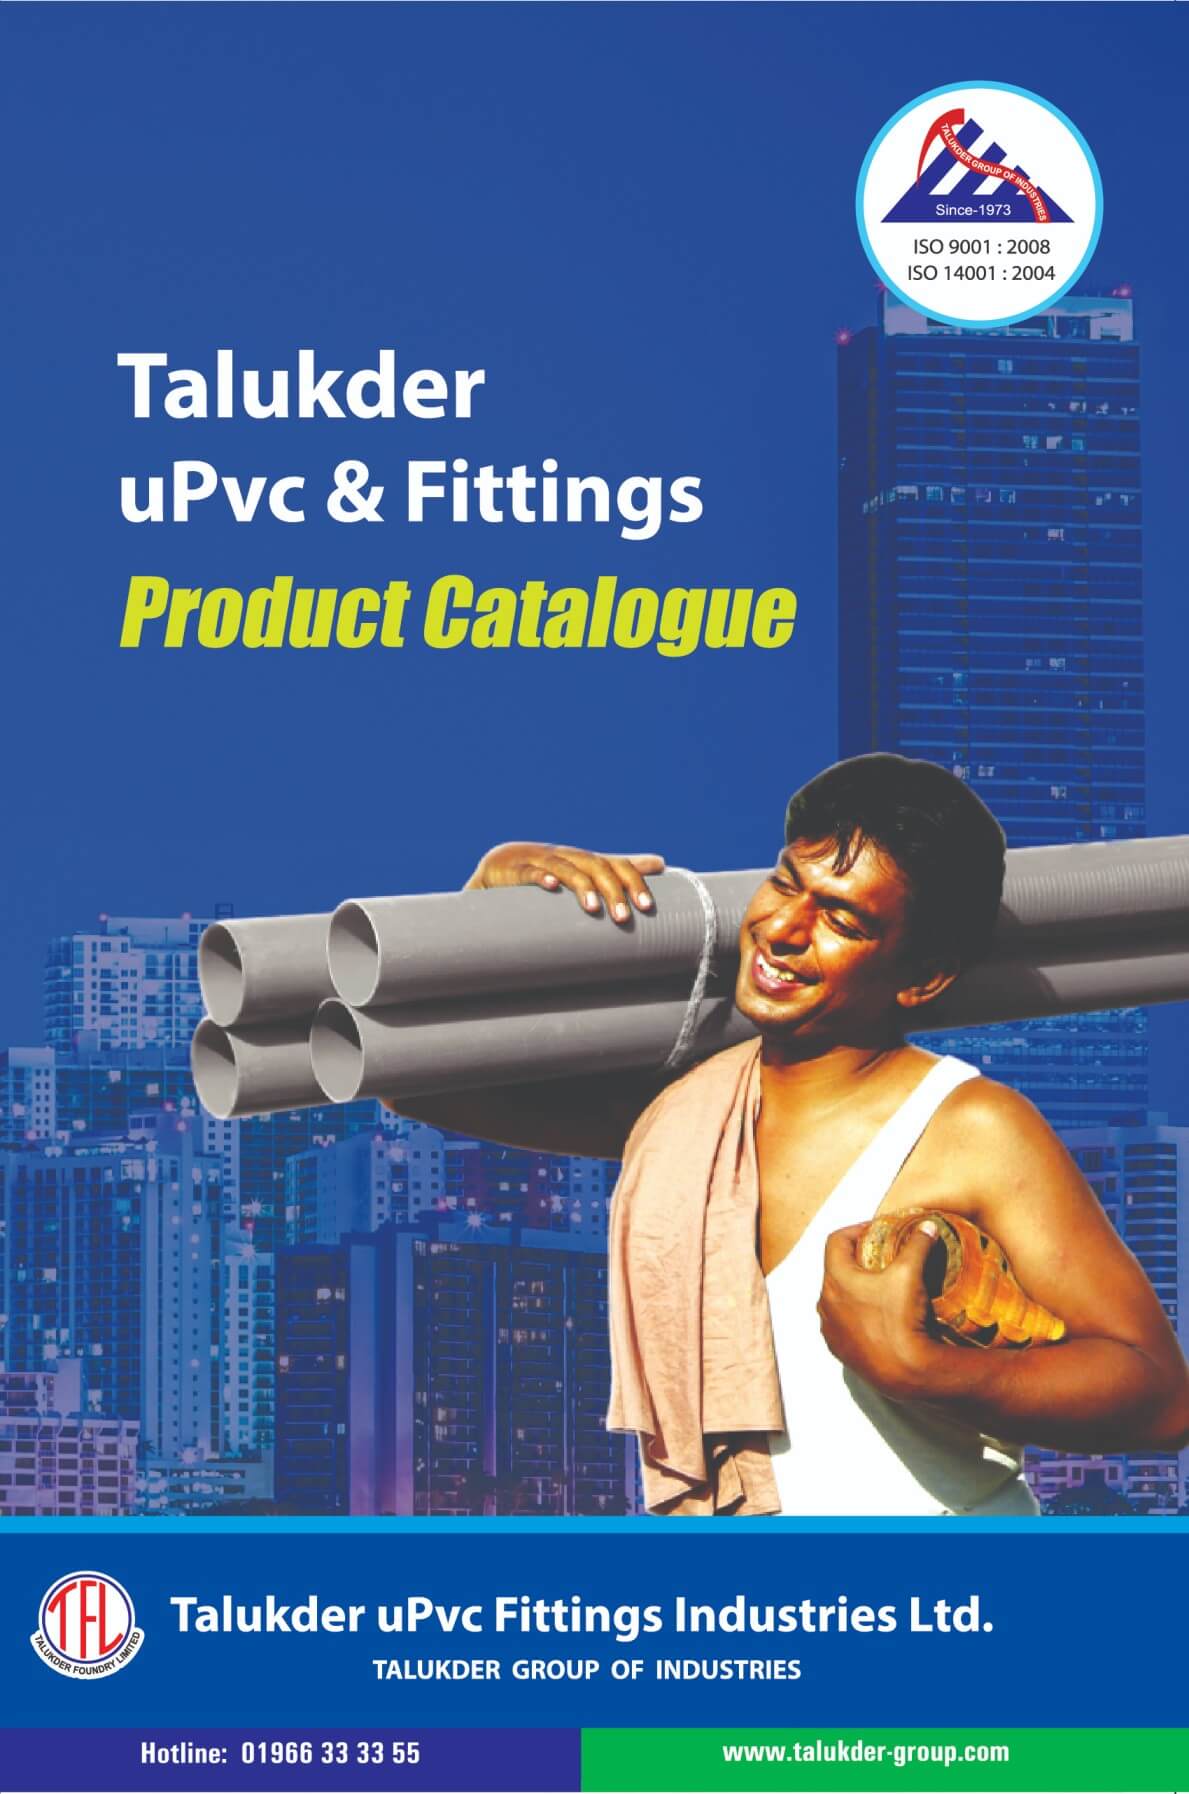 TALUKDER GROUP OF INDUSTRIES
Since-1973
ISO 9001 : 2008
ISO 14001 : 2004
Talukder
uPvc & Fittings
Product Catalogue
TFL
TALUKDER FOUNDRY LIMITED
Talukder uPvc Fittings Industries Ltd.
TALUKDER GROUP OF INDUSTRIES
Hotline: 01966 33 33 55
www.talukder-group.com